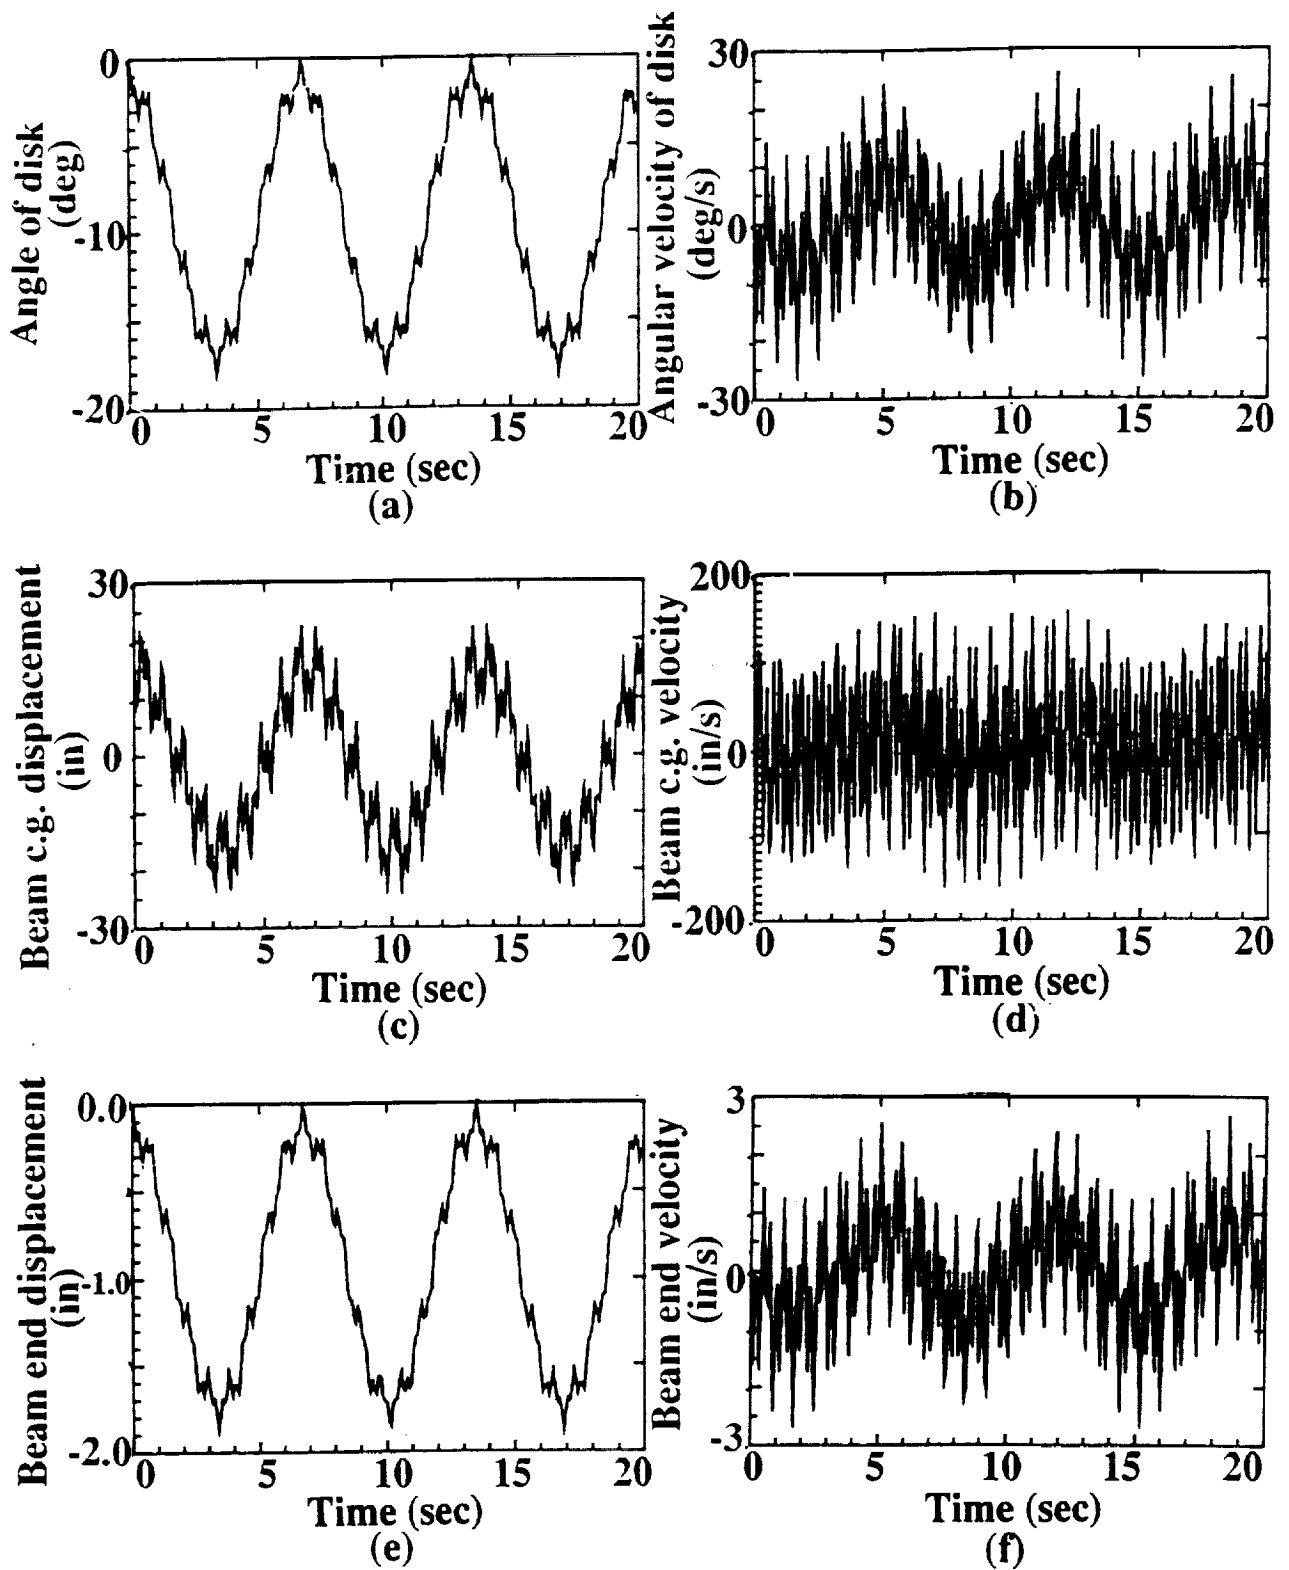 Angle of disk
(deg)
0
-10
-20
0 5 10 15 20
Time (sec)
(a)
Angular velocity of disk
(deg/s)
30
0
-30
0 5 10 15 20
Time (sec)
(b)
Beam c.g. displacement
(in)
30
0
-30
0 5 10 15 20
Time (sec)
(c)
Beam c.g. velocity
(in/s)
200
0
-200
0 5 10 15 20
Time (sec)
(d)
Beam end displacement
(in)
0.0
-1.0
-2.0
0 5 10 15 20
Time (sec)
(e)
Beam end velocity
(in/s)
3
0
-3
0 5 10 15 20
Time (sec)
(f)